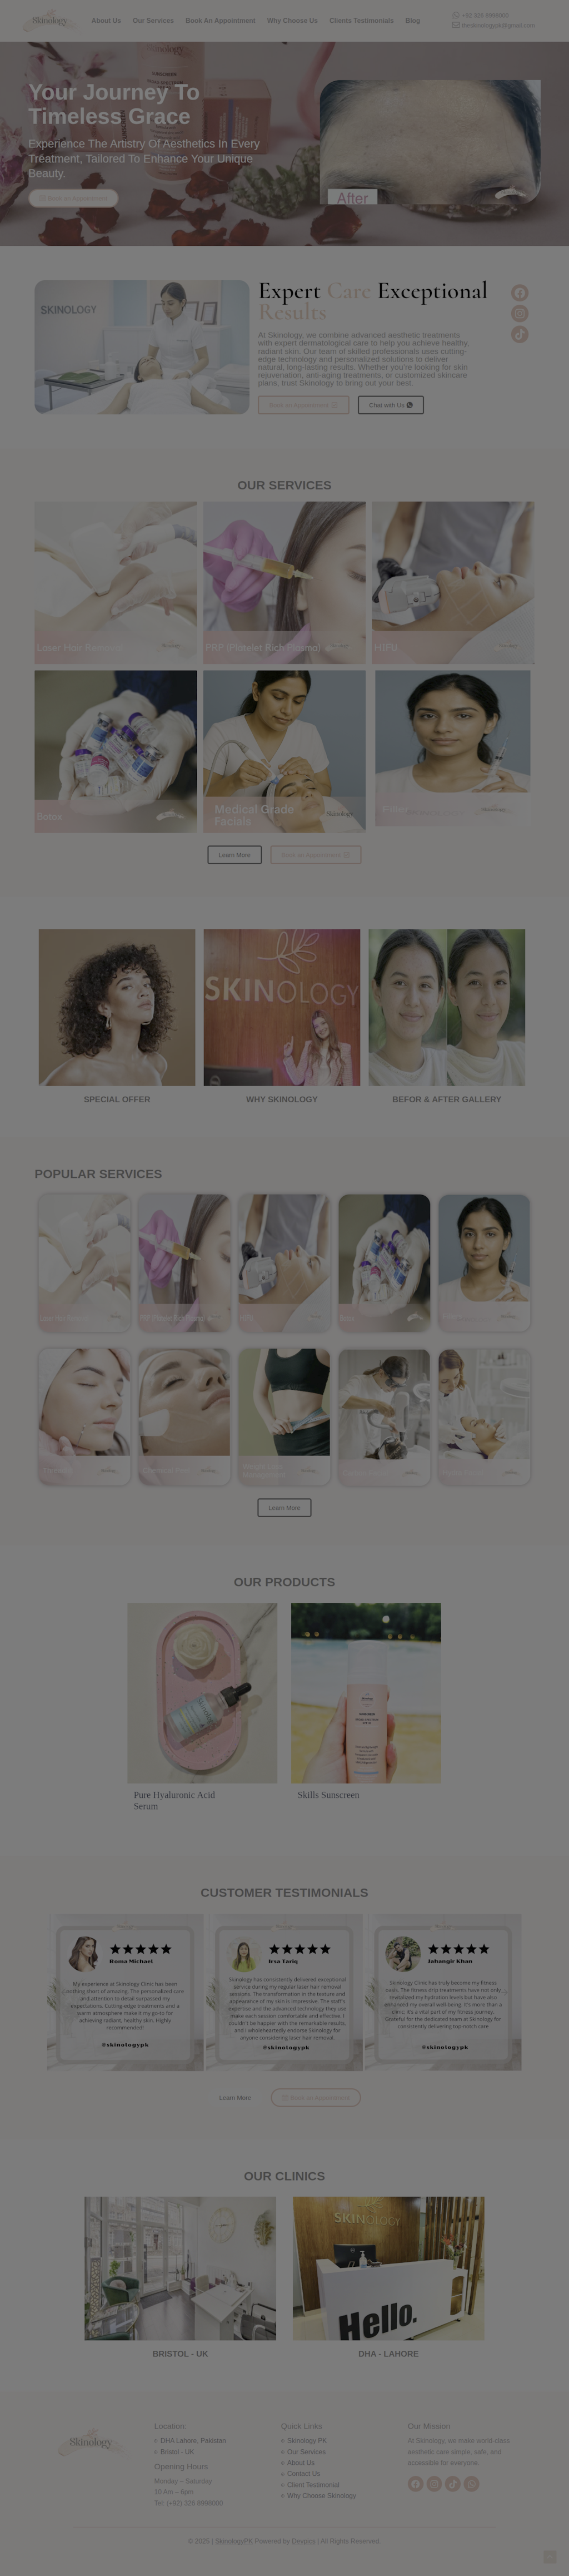 Skinology
About Us
Our Services
Book An Appointment
Why Choose Us
Clients Testimonials
Blog
Your Journey To
Timeless Grace
Experience The Artistry Of Aesthetics In Every
Treatment, Tailored To Enhance Your Unique
Beauty.
Book an Appointment
After
SKINOLOGY
Expert Care Exceptional
Results
At Skinology, we combined advanced aesthetic treatments
with expert dermatological care to help you achieve healthy,
radiant skin. Our team of skilled professionals uses cutting-
edge technology and personalized solutions to deliver
natural, long-lasting results. Whether you're looking for skin
rejuvenation, anti-aging treatments, or customized skincare
plans, trust Skinology to bring out your best.
Book an Appointment
Chat with Us
OUR SERVICES
Laser Hair Removal
PRP (Platelet Rich Plasma)
HIFU
Botox
Medical Grade
Facials
Skinology
Learn More
Book an Appointment
SKINOLOGY
SPECIAL OFFER
WHY SKINOLOGY
BEFOR & AFTER GALLERY
POPULAR SERVICES
Learn More
OUR PRODUCTS
Pure Hyaluronic Acid
Serum
Skills Sunscreen
CUSTOMER TESTIMONIALS
Roma Michael
My experience at Skinology Clinic has been
nothing short of amazing. The personalized care
and attention to detail surpassed my
expectations. Cutting-edge treatments and a
warm atmosphere make it my go-to for
achieving radiant, healthy skin. Highly
recommended!
@skinologypk
Irsa Tariq
Skinology has consistently delivered exceptional
service during my regular laser hair removal
sessions. The transformation in the texture and
appearance of my skin is impressive. The staff's
expertise and the advanced technology they use
make each session comfortable and effective. I
couldn't be happier with the remarkable results,
and I wholeheartedly endorse Skinology for
anyone considering laser hair removal.
@skinologypk
Jahangir Khan
Skinology Clinic has truly become my fitness
oasis. The fitness drip treatments have not only
revitalized my hydration levels but have also
enhanced my overall well-being. It's more than a
clinic; it's a vital part of my fitness journey.
Grateful for the dedicated team at Skinology for
consistently delivering top-notch care
@skinologypk
Learn More
Book an Appointment
OUR CLINICS
SKINOLOGY
Hello.
BRISTOL - UK
DHA - LAHORE
Skinology
Location:
DHA Lahore, Pakistan
Bristol - UK
Opening Hours
Monday – Saturday
10 Am – 8pm
Tel: (+92) 326 8989000
Quick Links
Skinology PK
Our Services
About Us
Contact Us
Client Testimonial
Why Choose Skinology
Our Mission
At Skinology, we make world-class
aesthetic care simple, safe, and
accessible for everyone.
© 2025 | SkinologyPK Powered by Devpico | All Rights Reserved.